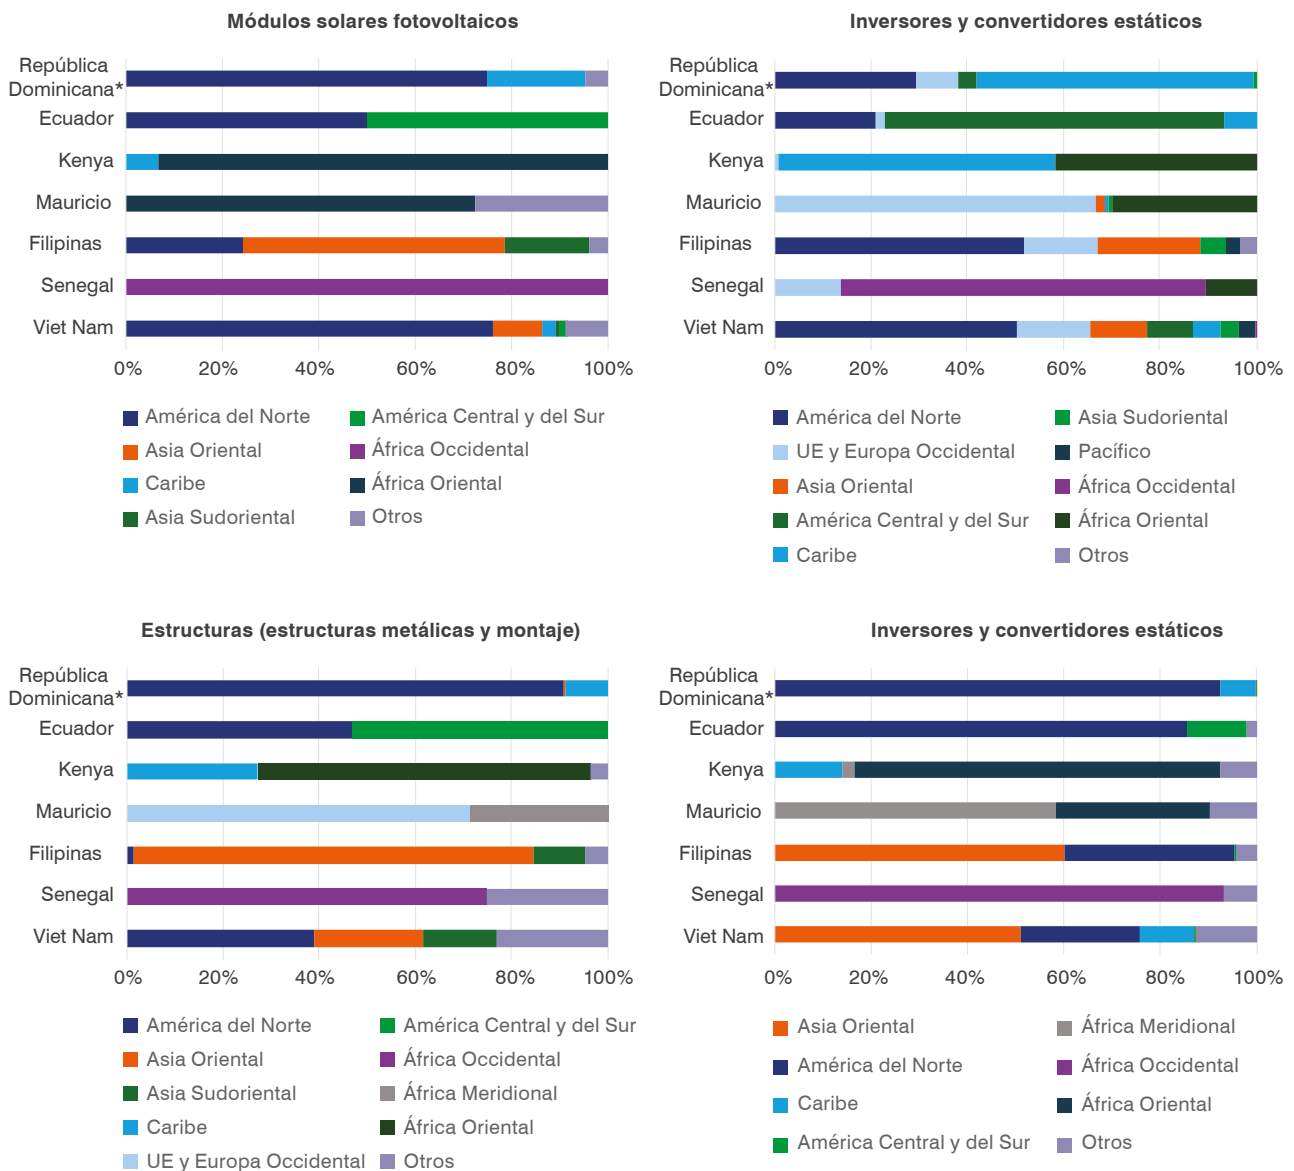 Módulos solares fotovoltaicos
República
Dominicana*
Ecuador
Kenya
Mauricio
Filipinas
Senegal
Viet Nam
0% 20% 40% 60% 80% 100%
América del Norte
Asia Oriental
Caribe
Asia Sudoriental
América Central y del Sur
África Occidental
África Oriental
Otros
Inversores y convertidores estáticos
República
Dominicana*
Ecuador
Kenya
Mauricio
Filipinas
Senegal
Viet Nam
0% 20% 40% 60% 80% 100%
América del Norte
UE y Europa Occidental
Asia Oriental
América Central y del Sur
Caribe
Asia Sudoriental
Pacífico
África Occidental
África Oriental
Otros
Estructuras (estructuras metálicas y montaje)
República
Dominicana*
Ecuador
Kenya
Mauricio
Filipinas
Senegal
Viet Nam
0% 20% 40% 60% 80% 100%
América del Norte
Asia Oriental
Asia Sudoriental
Caribe
UE y Europa Occidental
América Central y del Sur
África Occidental
África Meridional
África Oriental
Otros
Inversores y convertidores estáticos
República
Dominicana*
Ecuador
Kenya
Mauricio
Filipinas
Senegal
Viet Nam
0% 20% 40% 60% 80% 100%
Asia Oriental
América del Norte
Caribe
América Central y del Sur
África Meridional
África Occidental
África Oriental
Otros